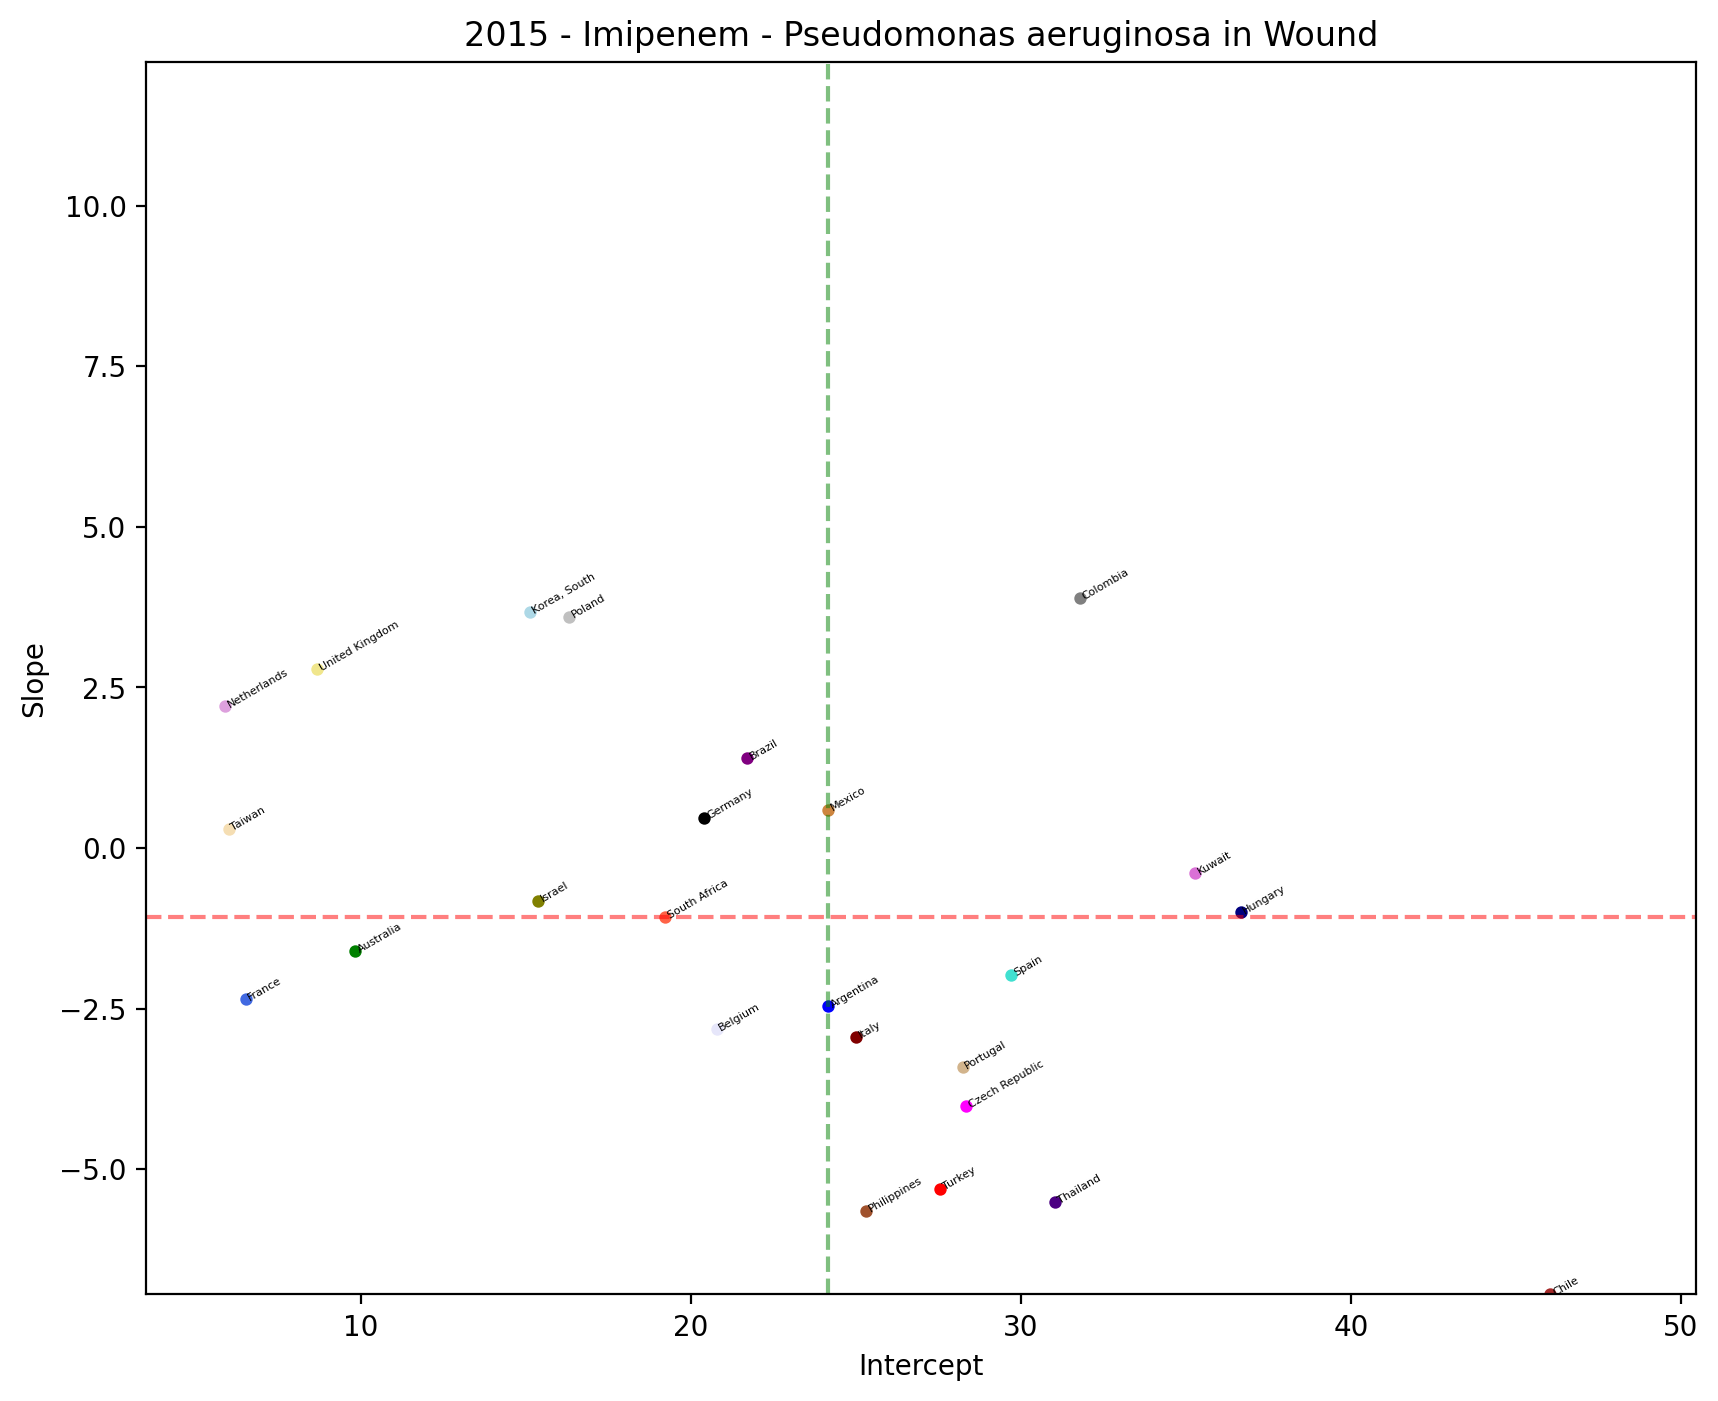 2015 - Imipenem - Pseudomonas aeruginosa in Wound
10.0
7.5
5.0
2.5
0.0
−2.5
−5.0
Slope
Korea, South
Poland
Colombia
United Kingdom
Netherlands
Brazil
Germany
Mexico
Taiwan
Kuwait
Israel
South Africa
Hungary
Australia
Spain
France
Argentina
Belgium
Italy
Portugal
Czech Republic
Turkey
Thailand
Philippines
Chile
10
20
30
40
50
Intercept